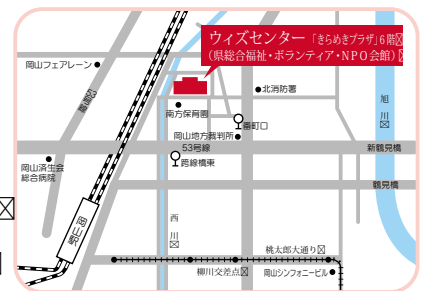 ウィズセンター「きらめきプラザ」6階
(県総合福祉・ボランティア・NPO会館)
岡山フェアレーン
北消防署
旭川
南方保育園
番町口
岡山地方裁判所
53号線
新鶴見橋
岡山済生会
総合病院
跨線橋東
鶴見橋
岡山駅
西川
桃太郎大通り
柳川交差点
岡山シンフォニービル